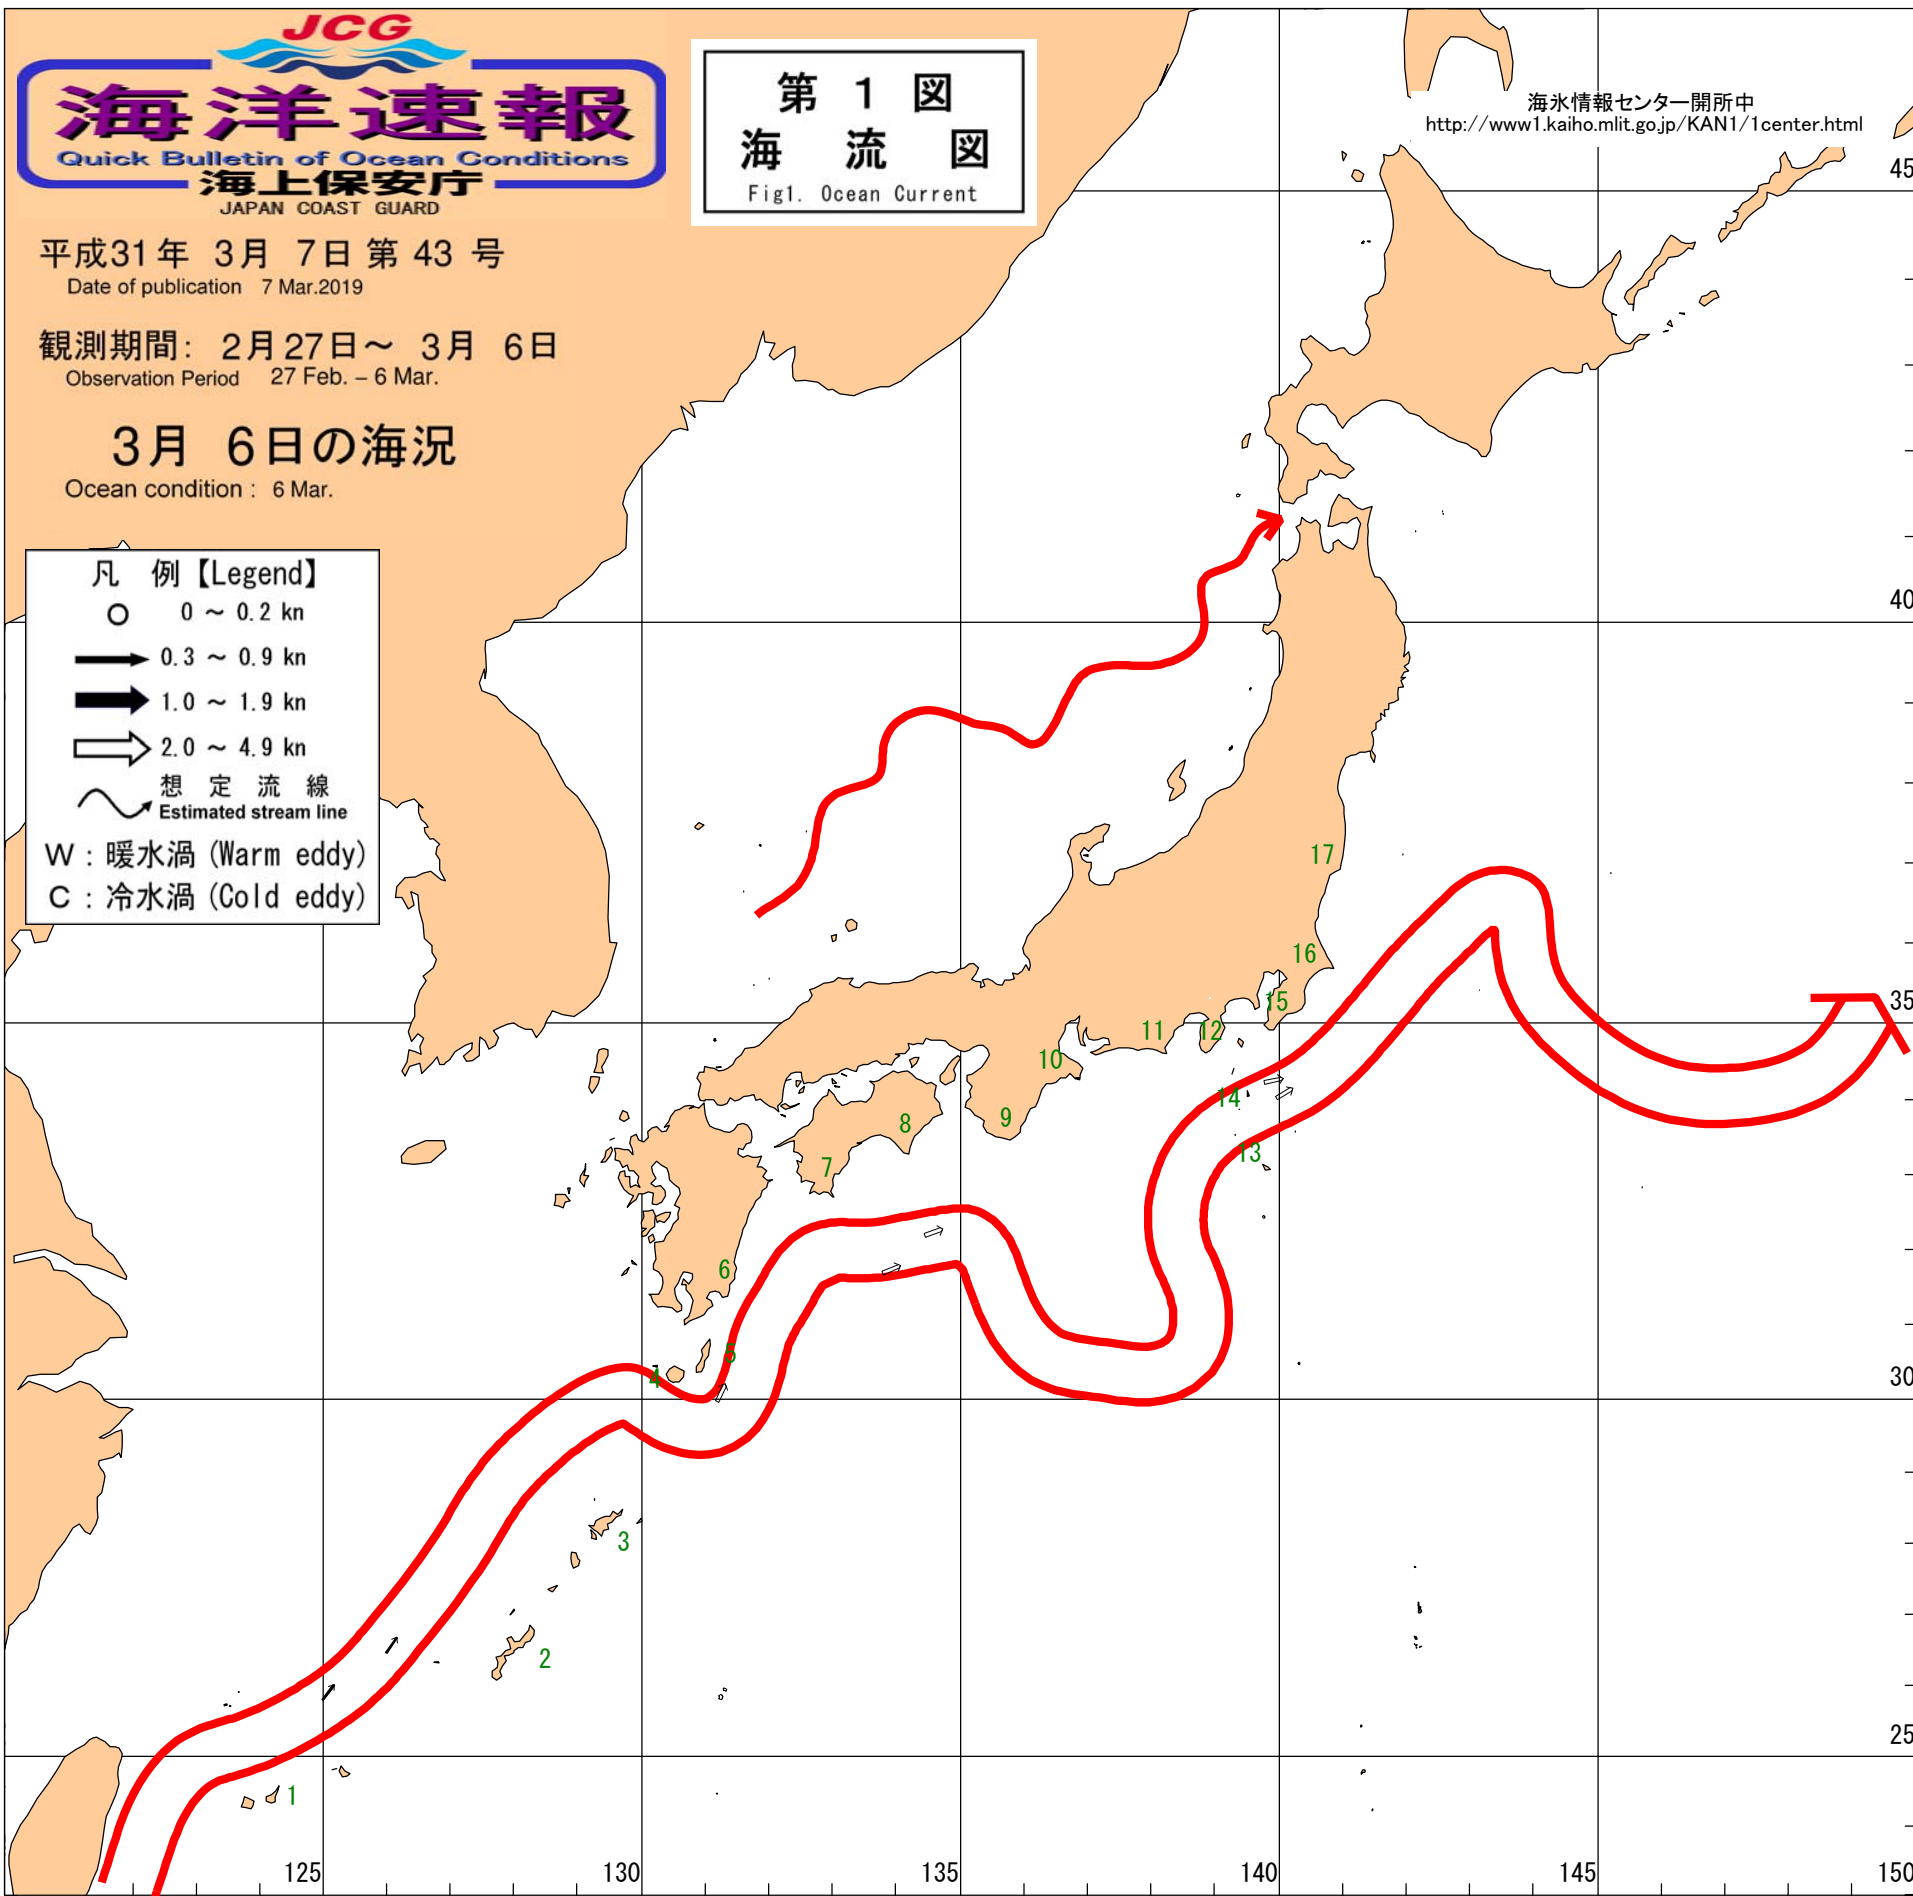 JCG
海洋速報
Quick Bulletin of Ocean Conditions
海上保安庁
JAPAN COAST GUARD
第 1 図
海 流 図
Fig1. Ocean Current
海氷情報センター開所中
http://www1.kaiho.mlit.go.jp/KAN1/1center.html
平成31年 3月 7日 第 43 号
Date of publication 7 Mar.2019
観測期間: 2月27日～ 3月 6日
Observation Period 27 Feb. – 6 Mar.
3月 6日の海況
Ocean condition : 6 Mar.
凡 例【Legend】
0 ～ 0.2 kn
0.3 ～ 0.9 kn
1.0 ～ 1.9 kn
2.0 ～ 4.9 kn
想 定 流 線
Estimated stream line
W : 暖水渦 (Warm eddy)
C : 冷水渦 (Cold eddy)
45
40
35
30
25
17
16
15
12
11
10
14
13
9
8
7
6
5
4
3
2
1
125
130
135
140
145
150